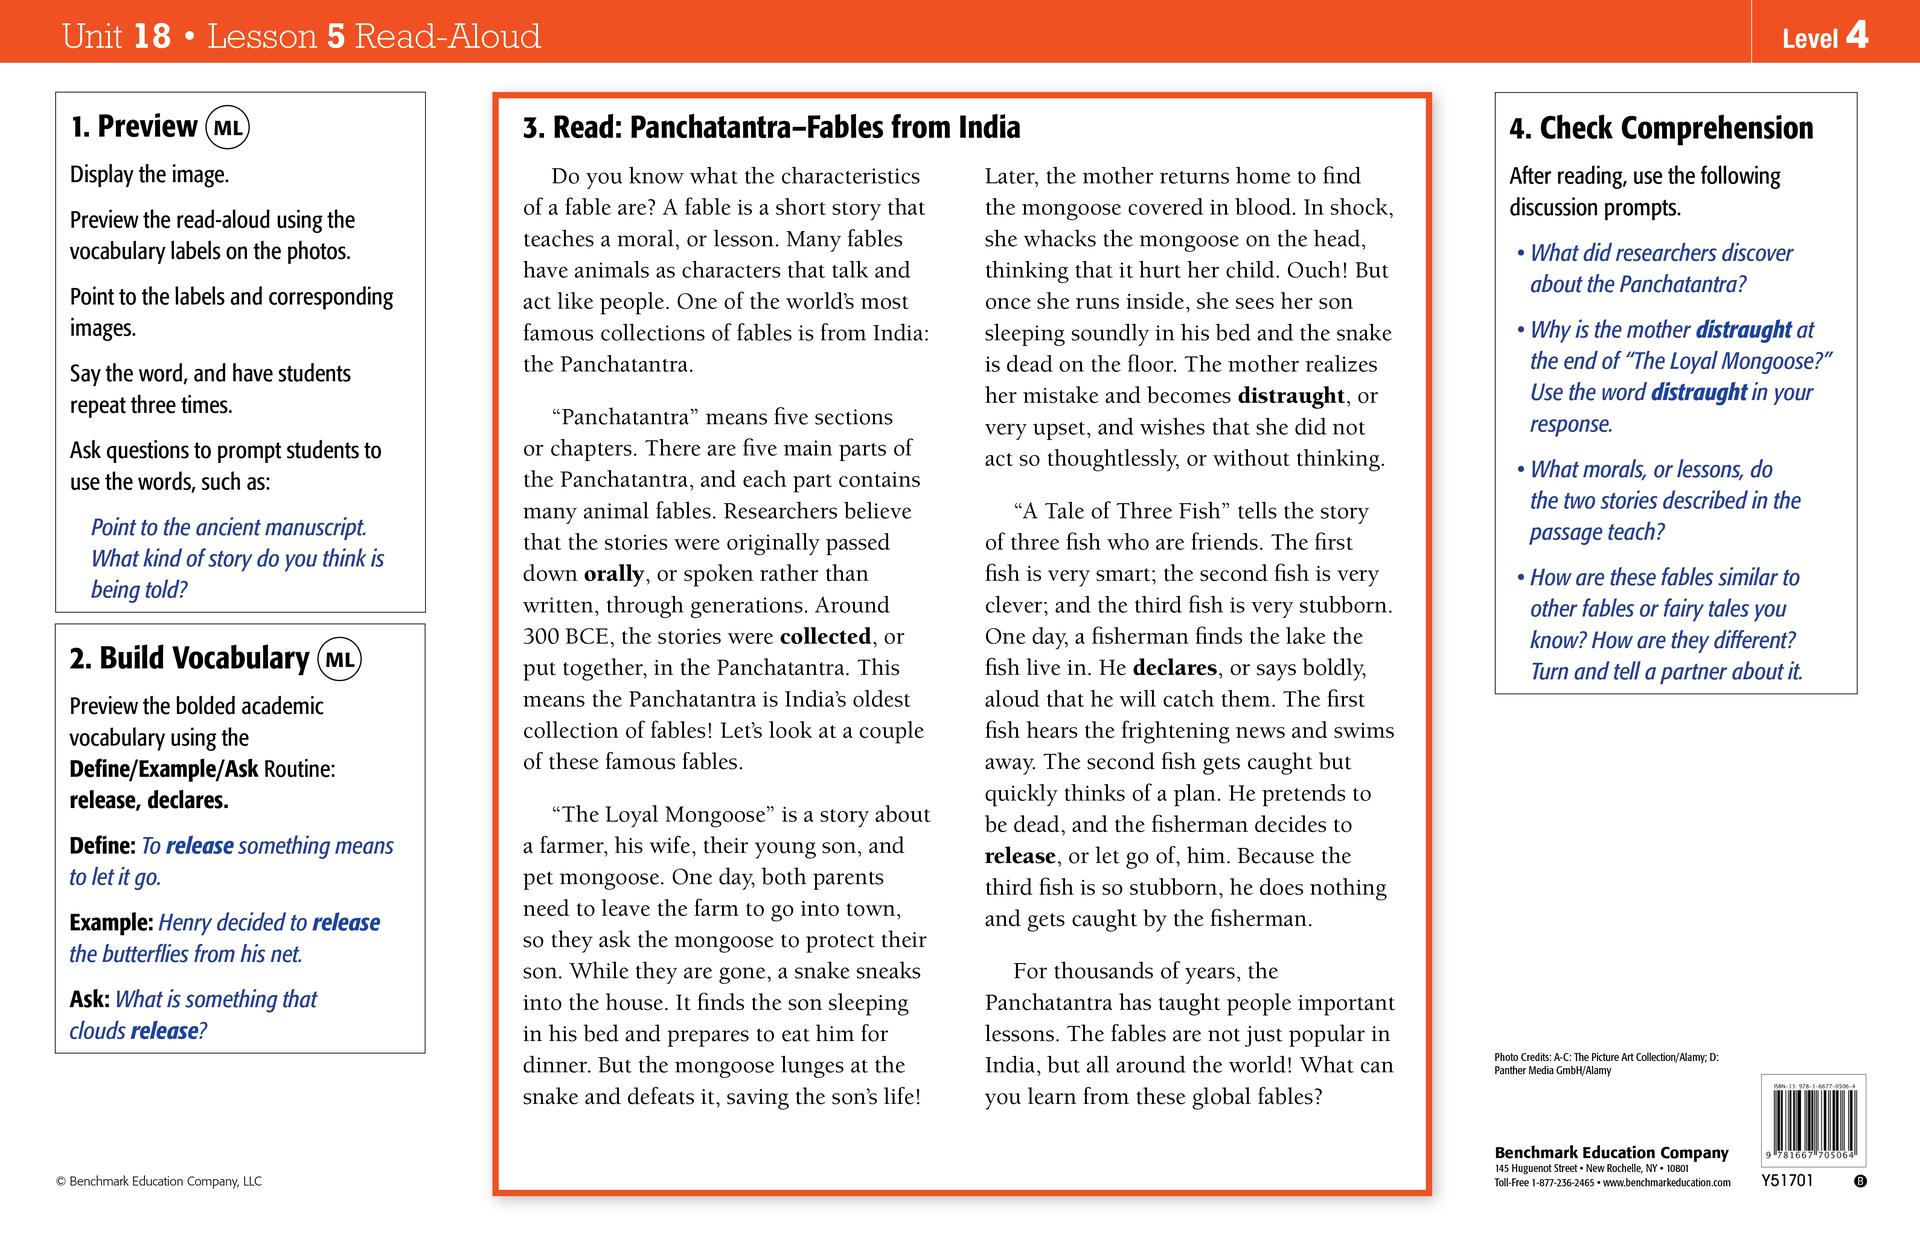 Unit 18 • Lesson 5 Read-Aloud
Level 4
1. Preview ML
Display the image.
Preview the read-aloud using the
vocabulary labels on the photos.
Point to the labels and corresponding
images.
Say the word, and have students
repeat three times.
Ask questions to prompt students to
use the words, such as:
Point to the ancient manuscript.
What kind of story do you think is
being told?
2. Build Vocabulary ML
Preview the bolded academic
vocabulary using the
Define/Example/Ask Routine:
release, declares.
Define: To release something means
to let it go.
Example: Henry decided to release
the butterflies from his net.
Ask: What is something that
clouds release?
© Benchmark Education Company, LLC
3. Read: Panchatantra–Fables from India
Do you know what the characteristics
of a fable are? A fable is a short story that
teaches a moral, or lesson. Many fables
have animals as characters that talk and
act like people. One of the world's most
famous collections of fables is from India:
the Panchatantra.
“Panchatantra” means five sections
or chapters. There are five main parts of
the Panchatantra, and each part contains
many animal fables. Researchers believe
that the stories were originally passed
down orally, or spoken rather than
written, through generations. Around
300 BCE, the stories were collected, or
put together, in the Panchatantra. This
means the Panchatantra is India's oldest
collection of fables! Let's look at a couple
of these famous fables.
“The Loyal Mongoose” is a story about
a farmer, his wife, their young son, and
pet mongoose. One day, both parents
need to leave the farm to go into town,
so they ask the mongoose to protect their
son. While they are gone, a snake sneaks
into the house. It finds the son sleeping
in his bed and prepares to eat him for
dinner. But the mongoose lunges at the
snake and defeats it, saving the son's life!
Later, the mother returns home to find
the mongoose covered in blood. In shock,
she whacks the mongoose on the head,
thinking that it hurt her child. Ouch! But
once she runs inside, she sees her son
sleeping soundly in his bed and the snake
is dead on the floor. The mother realizes
her mistake and becomes distraught, or
very upset, and wishes that she did not
act so thoughtlessly, or without thinking.
“A Tale of Three Fish” tells the story
of three fish who are friends. The first
fish is very smart; the second fish is very
clever; and the third fish is very stubborn.
One day, a fisherman finds the lake the
fish live in. He declares, or says boldly,
aloud that he will catch them. The first
fish hears the frightening news and swims
away. The second fish gets caught but
quickly thinks of a plan. He pretends to
be dead, and the fisherman decides to
release, or let go of, him. Because the
third fish is so stubborn, he does nothing
and gets caught by the fisherman.
For thousands of years, the
Panchatantra has taught people important
lessons. The fables are not just popular in
India, but all around the world! What can
you learn from these global fables?
4. Check Comprehension
After reading, use the following
discussion prompts.
• What did researchers discover
about the Panchatantra?
• Why is the mother distraught at
the end of “The Loyal Mongoose?”
Use the word distraught in your
response.
• What morals, or lessons, do
the two stories described in the
passage teach?
• How are these fables similar to
other fables or fairy tales you
know? How are they different?
Turn and tell a partner about it.
Photo Credits: A-C: The Picture Art Collection/Alamy; D:
Panther Media GmbH/Alamy
Benchmark Education Company
145 Huguenot Street • New Rochelle, NY • 10801
Toll-Free 1-877-236-2465 • www.benchmarkeducation.com
ISBN-13: 978-1-6677-0506-4
9 781667 705064
Y51701
B